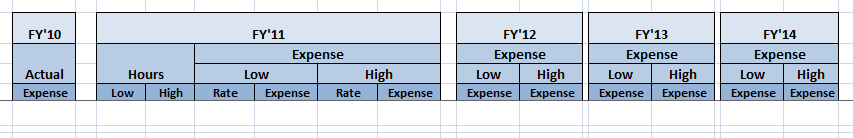 FY'10 FY'11 FY'12 FY'13 FY'14
Expense Expense Expense Expense
Actual Hours Low High Low High Low High Low High
Expense Low High Rate Expense Rate Expense Expense Expense Expense Expense Expense Expense